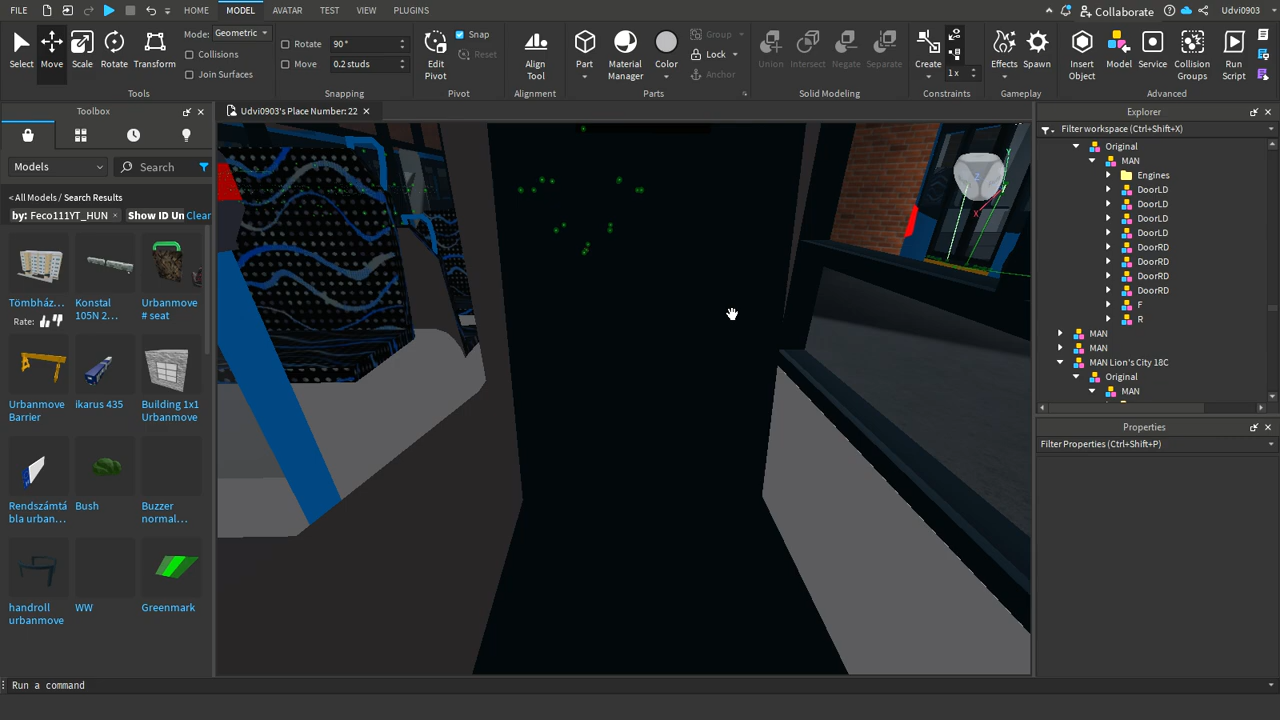 FILE
HOME
MODEL
AVATAR
TEST
VIEW
PLUGINS
Collaborate
Udvi0903
Select
Move
Scale
Rotate
Transform
Mode:
Geometric
Collisions
Join Surfaces
Tools
Rotate
90°
Move
0.2 studs
Snapping
Edit
Pivot
Snap
Reset
Pivot
Align
Tool
Alignment
Part
Material
Manager
Color
Group
Lock
Anchor
Parts
Union
Intersect
Negate
Separate
Solid Modeling
Create
1 x
Constraints
Effects
Spawn
Gameplay
Insert
Object
Model
Service
Collision
Groups
Run
Script
Advanced
Toolbox
Models
Search
< All Models / Search Results
by: Feco111YT_HUN
Show ID Un
Clear
Tömbház...
Rate:
Konstal
105N 2...
Urbanmove
# seat
Urbanmove
Barrier
ikarus 435
Building 1x1
Urbanmove
Rendszámtá
bla urban...
Bush
Buzzer
normal...
handroll
urbanmove
WW
Greenmark
Udvi0903's Place Number: 22
X
Y
Z
Explorer
Filter workspace (Ctrl+Shift+X)
Original
MAN
Engines
DoorLD
DoorLD
DoorLD
DoorLD
DoorRD
DoorRD
DoorRD
DoorRD
F
R
MAN
MAN
MAN Lion's City 18C
Original
MAN
Properties
Filter Properties (Ctrl+Shift+P)
Run a command